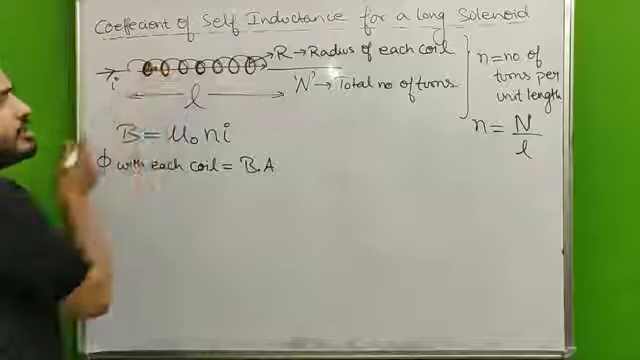 Coeffecient of Self Inductance for a long Solenoid
R → Radius of each coil
i
'N' → Total no of turns
l
n = no of
turns per
unit length
n = N/l
B = μ₀ni
ϕ with each coil = B.A